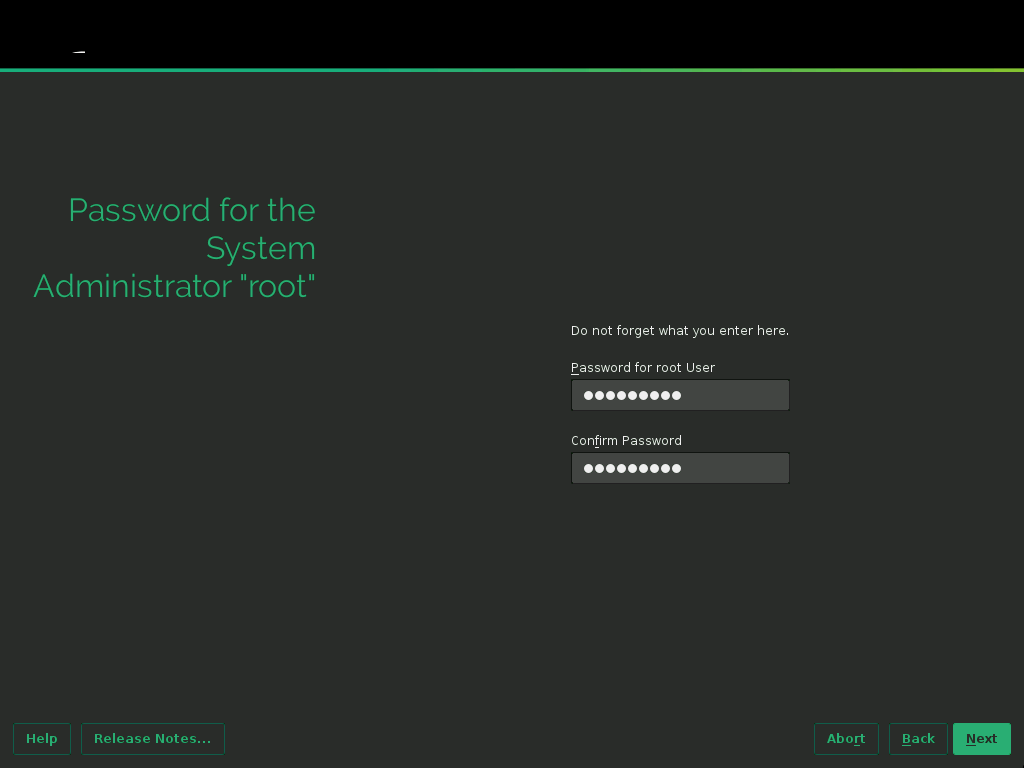 Password for the
System
Administrator "root"
Do not forget what you enter here.
Password for root User
●●●●●●●●●
Confirm Password
●●●●●●●●●
Help
Release Notes...
Abort
Back
Next